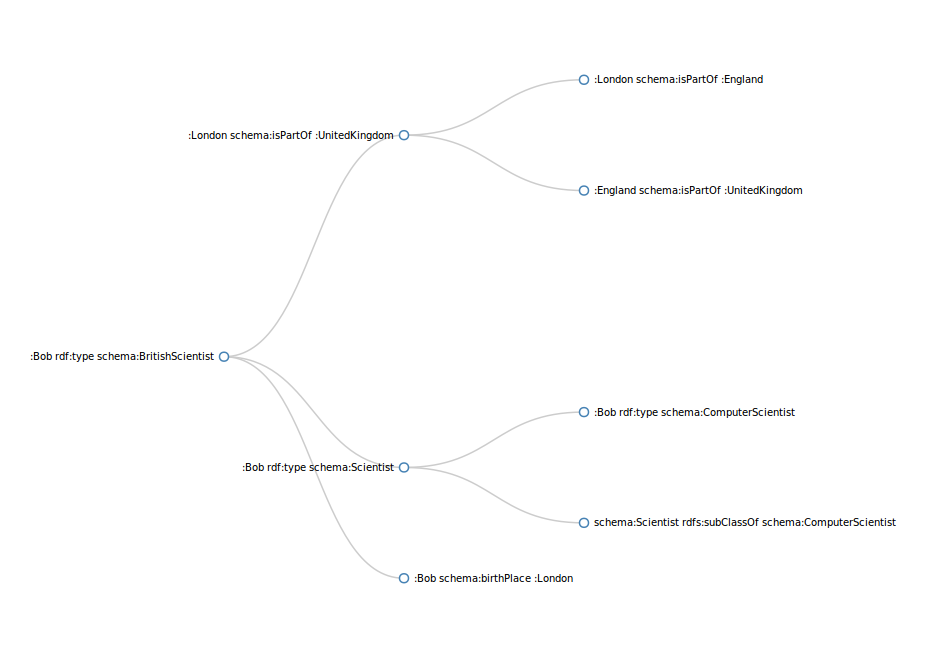 :London schema:isPartOf :England
:London schema:isPartOf :UnitedKingdom
:England schema:isPartOf :UnitedKingdom
:Bob rdf:type schema:BritishScientist
:Bob rdf:type schema:ComputerScientist
:Bob rdf:type schema:Scientist
schema:Scientist rdfs:subClassOf schema:ComputerScientist
:Bob schema:birthPlace :London